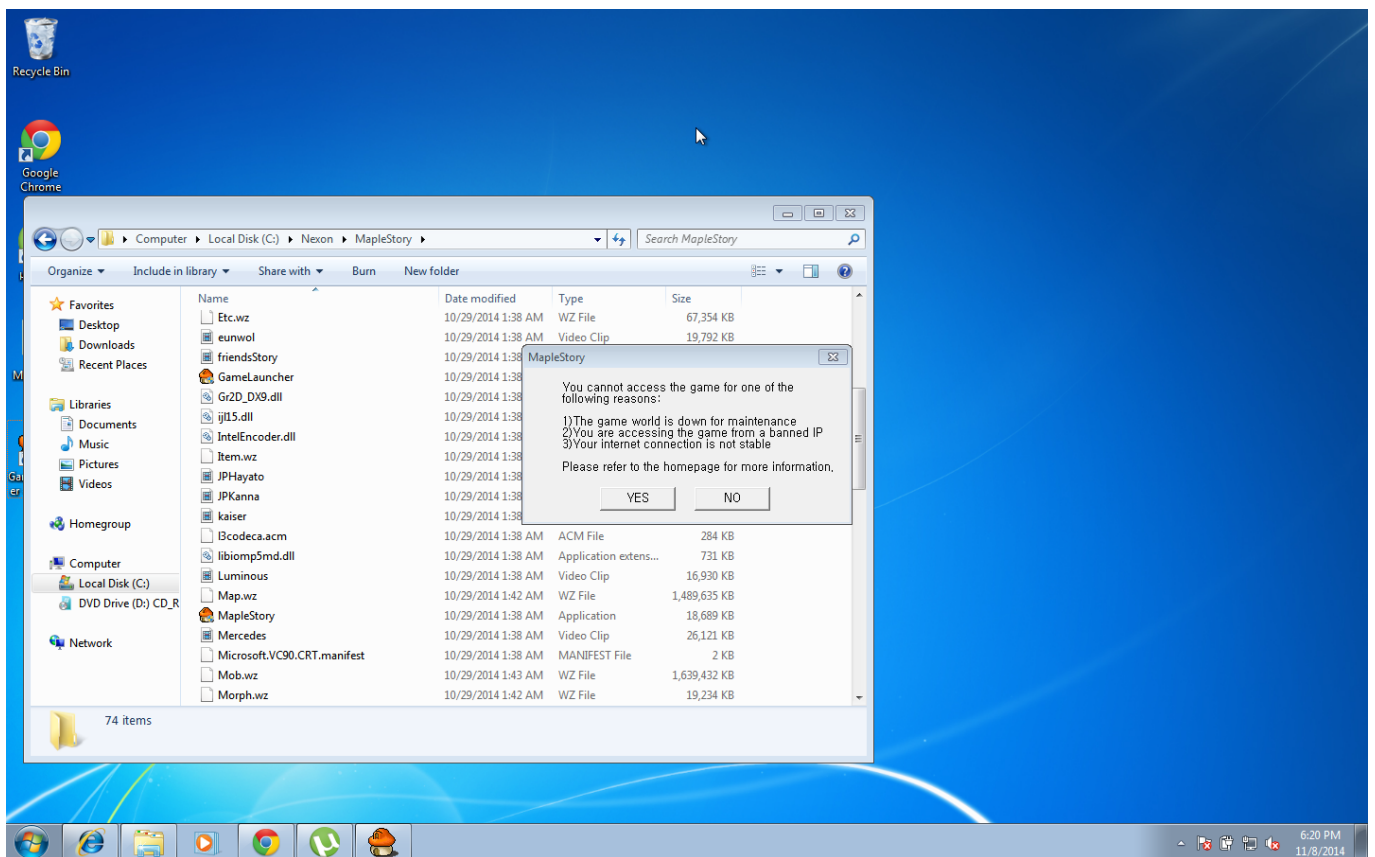 Recycle Bin
Google
Chrome
Computer Local Disk (C:) Nexon MapleStory
Search MapleStory
Organize Include in library Share with Burn New folder
Favorites
Desktop
Downloads
Recent Places
Libraries
Documents
Music
Pictures
Videos
Homegroup
Computer
Local Disk (C:)
DVD Drive (D:) CD_R
Network
Name Date modified Type Size
Etc.wz 10/29/2014 1:38 AM WZ File 67,354 KB
eunwol 10/29/2014 1:38 AM Video Clip 19,792 KB
friendsStory 10/29/2014 1:38
GameLauncher 10/29/2014 1:38
Gr2D_DX9.dll 10/29/2014 1:38
ijl15.dll 10/29/2014 1:38
IntelEncoder.dll 10/29/2014 1:38
Item.wz 10/29/2014 1:38
JPHayato 10/29/2014 1:38
JPKanna 10/29/2014 1:38
kaiser 10/29/2014 1:38
l3codeca.acm 10/29/2014 1:38 AM ACM File 284 KB
libiomp5md.dll 10/29/2014 1:38 AM Application extens... 731 KB
Luminous 10/29/2014 1:38 AM Video Clip 16,930 KB
Map.wz 10/29/2014 1:42 AM WZ File 1,489,635 KB
MapleStory 10/29/2014 1:38 AM Application 18,689 KB
Mercedes 10/29/2014 1:38 AM Video Clip 26,121 KB
Microsoft.VC90.CRT.manifest 10/29/2014 1:38 AM MANIFEST File 2 KB
Mob.wz 10/29/2014 1:43 AM WZ File 1,639,432 KB
Morph.wz 10/29/2014 1:42 AM WZ File 19,234 KB
MapleStory
You cannot access the game for one of the
following reasons:
1)The game world is down for maintenance
2)You are accessing the game from a banned IP
3)Your internet connection is not stable
Please refer to the homepage for more information.
YES NO
74 items
6:20 PM
11/8/2014